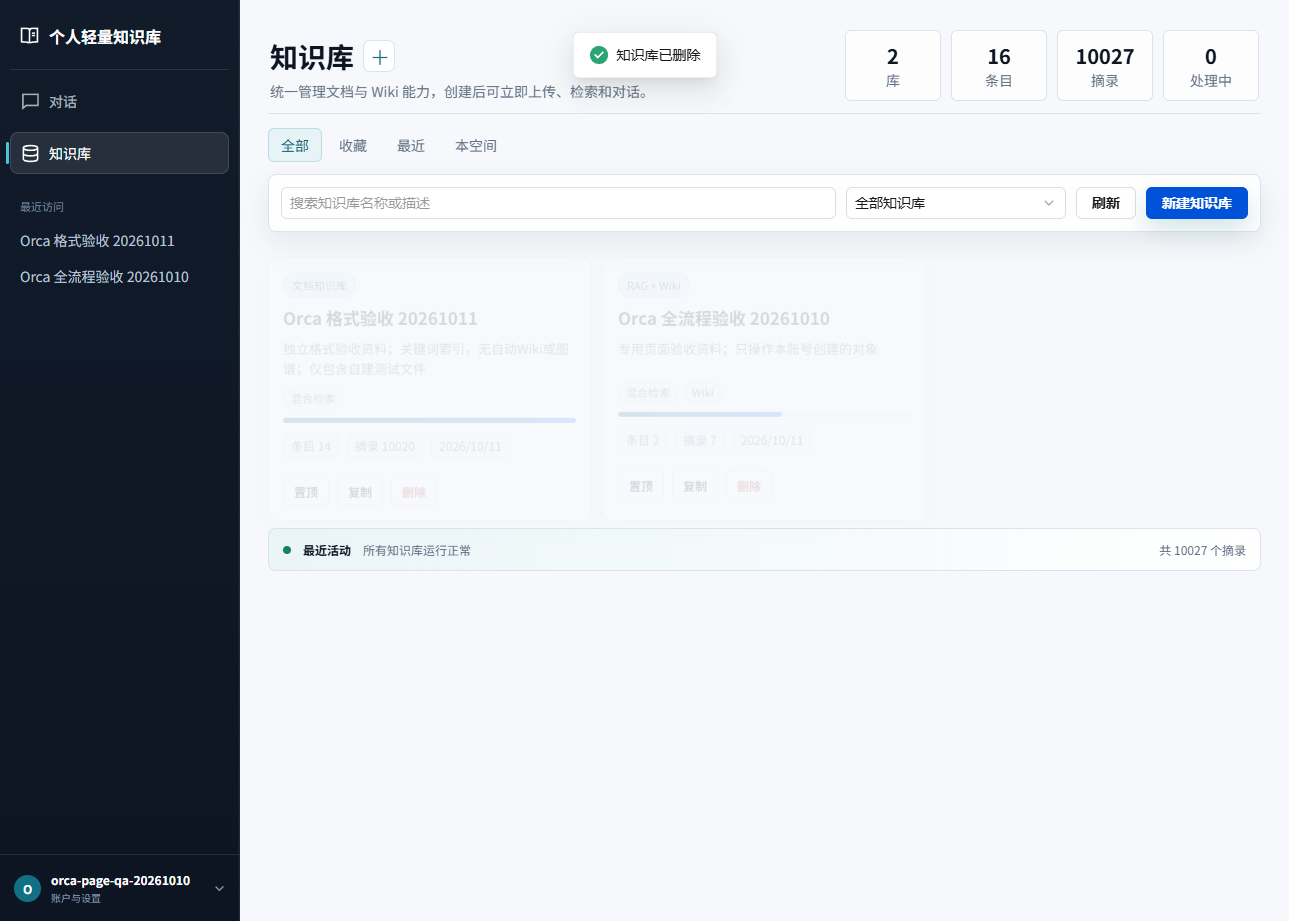 个人轻量知识库
对话
知识库
最近访问
Orca 格式验收 20261011
Orca 全流程验收 20261010
orca-page-qa-20261010
账户与设置
O
知识库
统一管理文档与 Wiki 能力，创建后可立即上传、检索和对话。
知识库已删除
2
库
16
条目
10027
摘录
0
处理中
全部 收藏 最近 本空间
搜索知识库名称或描述 全部知识库 刷新 新建知识库
文档知识库
Orca 格式验收 20261011
独立格式验收资料；关键词索引，无自动Wiki或图
谱；仅包含自建测试文件
混合检索
条目 14 摘录 10020 2026/10/11
置顶 复制 删除
RAG + Wiki
Orca 全流程验收 20261010
专用页面验收资料；只操作本账号创建的对象
混合检索 Wiki
条目 2 摘录 7 2026/10/11
置顶 复制 删除
最近活动 所有知识库运行正常 共 10027 个摘录